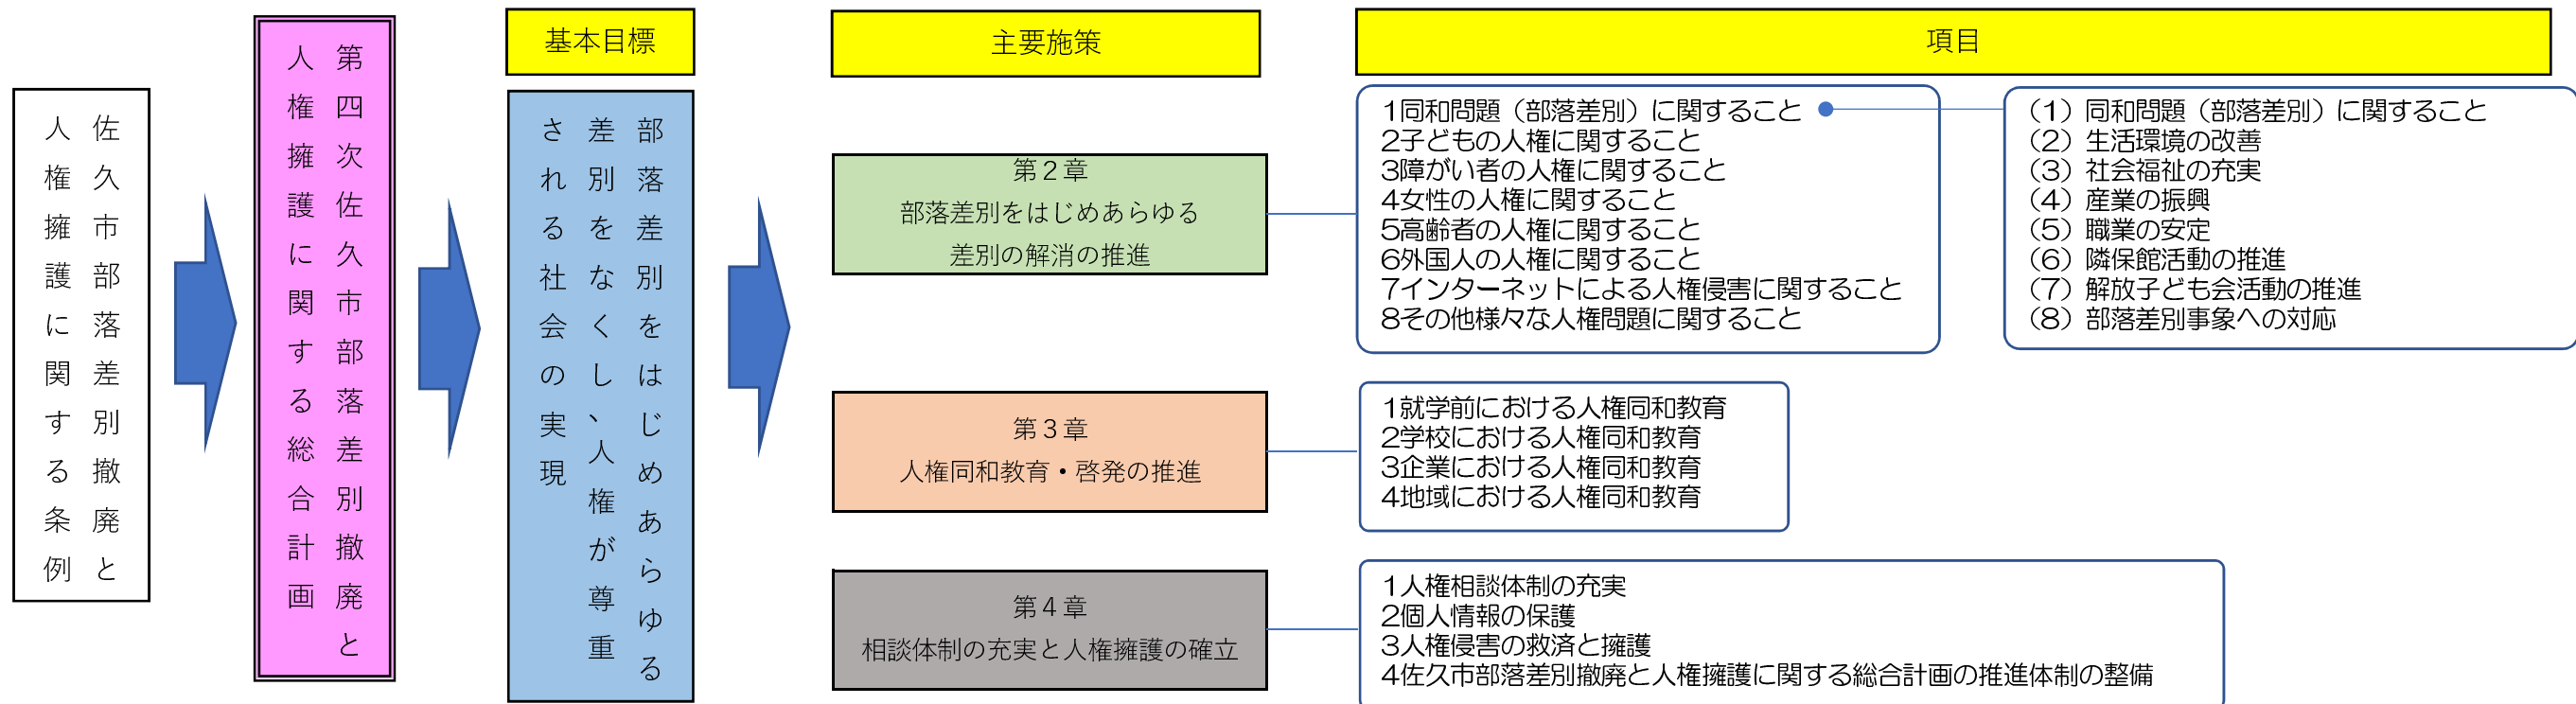 佐久市部落差別撤廃と
人権擁護に関する条例
第四次佐久市部落差別撤廃と
人権擁護に関する総合計画
基本目標
部落差別をはじめあらゆる
差別をなくし、人権が尊重
される社会の実現
主要施策
第２章
部落差別をはじめあらゆる
差別の解消の推進
第３章
人権同和教育・啓発の推進
第４章
相談体制の充実と人権擁護の確立
項目
1同和問題（部落差別）に関すること
2子どもの人権に関すること
3障がい者の人権に関すること
4女性の人権に関すること
5高齢者の人権に関すること
6外国人の人権に関すること
7インターネットによる人権侵害に関すること
8その他様々な人権問題に関すること
（1）同和問題（部落差別）に関すること
（2）生活環境の改善
（3）社会福祉の充実
（4）産業の振興
（5）職業の安定
（6）隣保館活動の推進
（7）解放子ども会活動の推進
（8）部落差別事象への対応
1就学前における人権同和教育
2学校における人権同和教育
3企業における人権同和教育
4地域における人権同和教育
1人権相談体制の充実
2個人情報の保護
3人権侵害の救済と擁護
4佐久市部落差別撤廃と人権擁護に関する総合計画の推進体制の整備